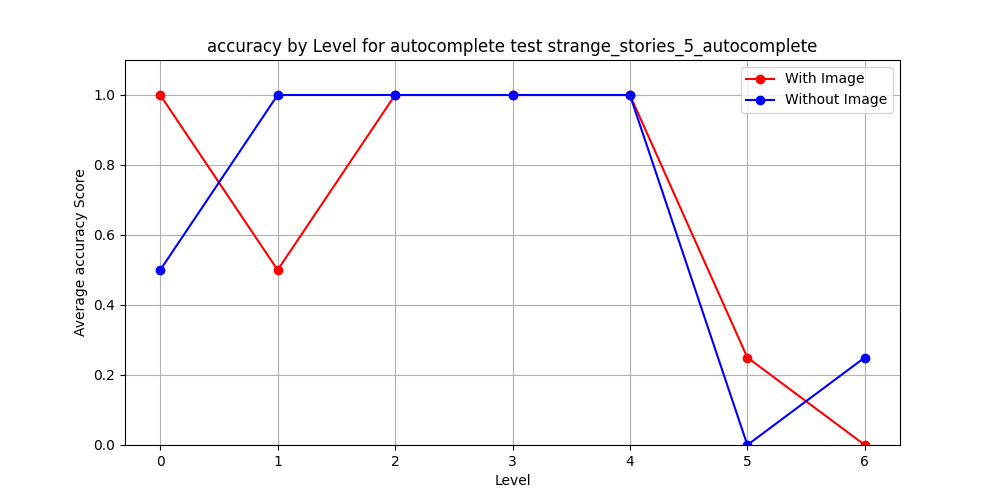 accuracy by Level for autocomplete test strange_stories_5_autocomplete
With Image
Without Image
Average accuracy Score
1.0
0.8
0.6
0.4
0.2
0.0
0 1 2 3 4 5 6
Level